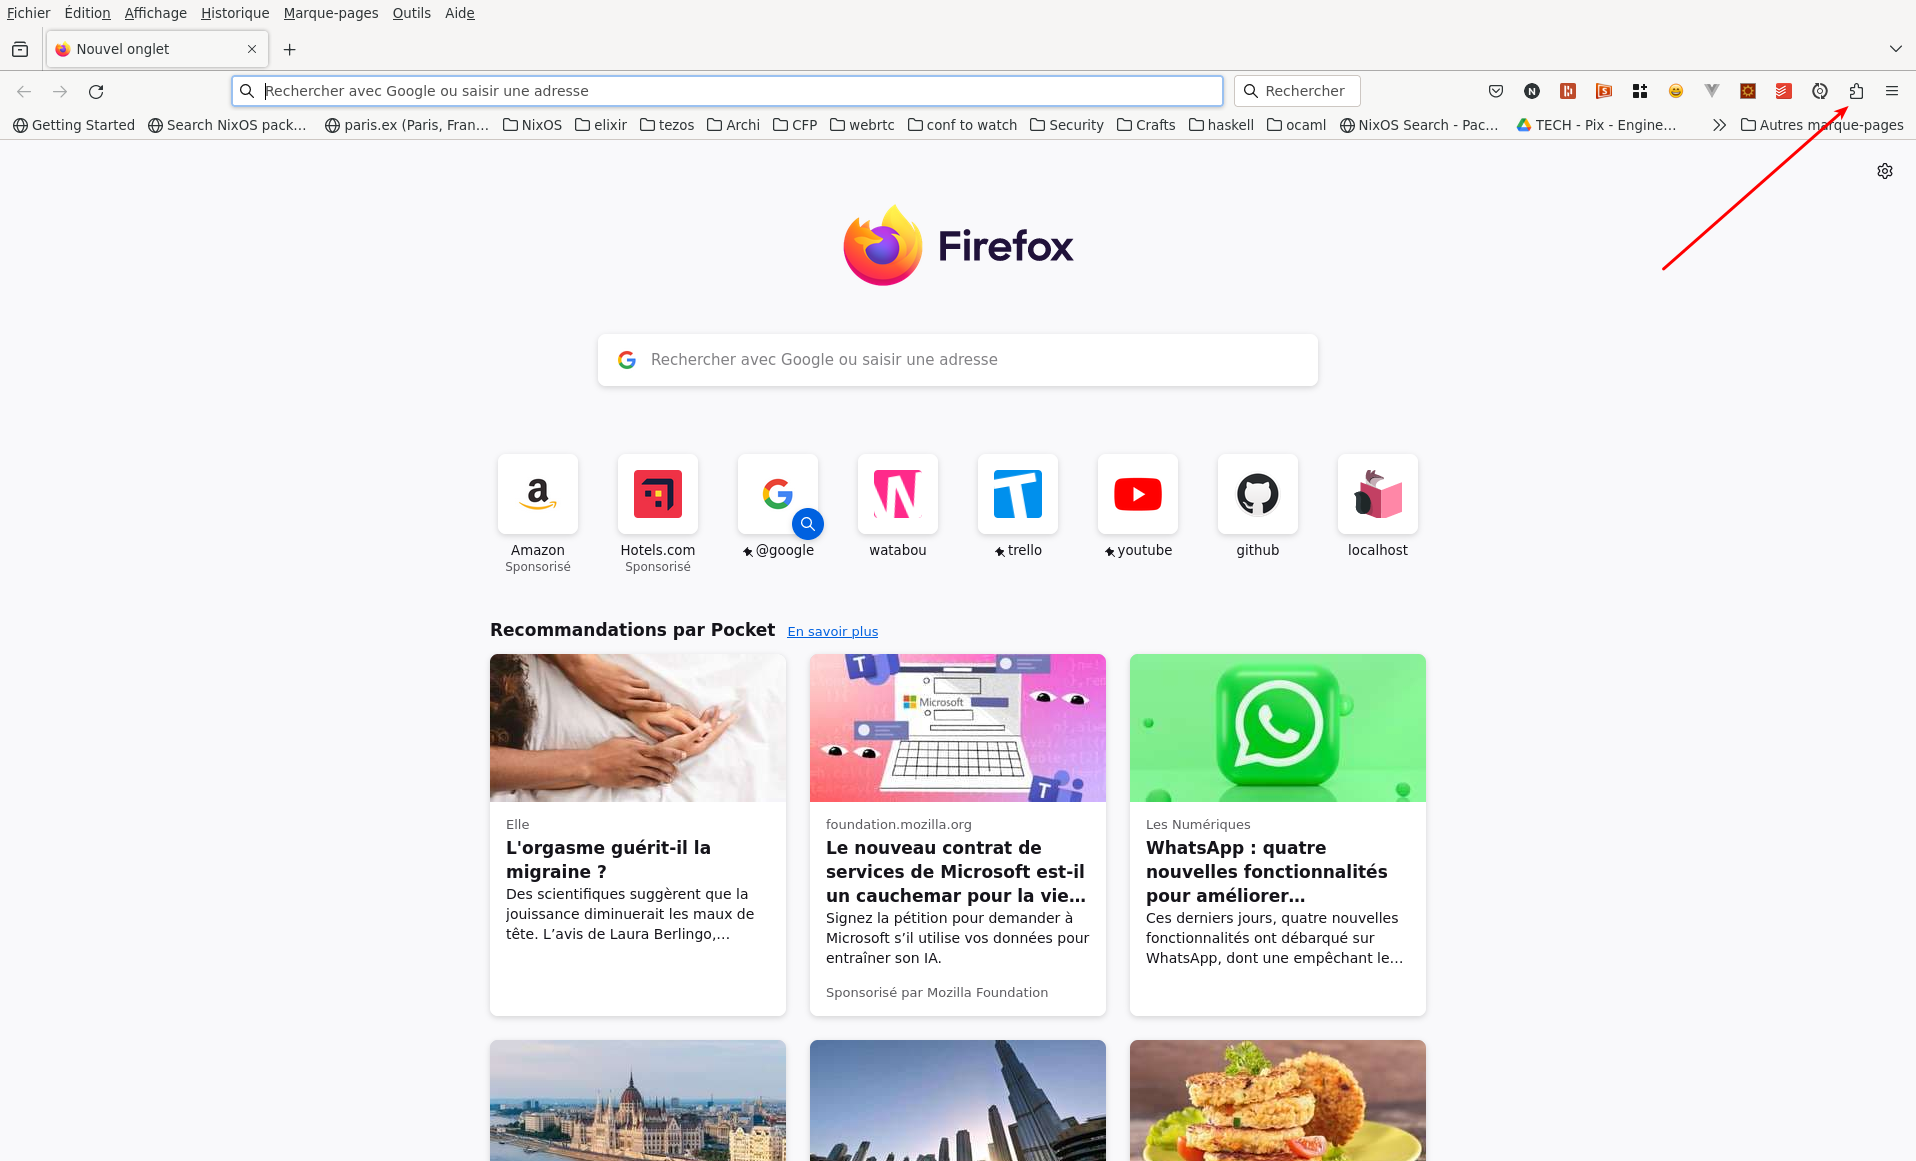 Fichier Édition Affichage Historique Marque-pages Outils Aide
Nouvel onglet
Rechercher avec Google ou saisir une adresse
Rechercher
Getting Started Search NixOS pack… paris.ex (Paris, Fran… NixOS elixir tezos Archi CFP webrtc conf to watch Security Crafts haskell ocaml NixOS Search - Pac… TECH - Pix - Engine… Autres marque-pages
Firefox
Rechercher avec Google ou saisir une adresse
Amazon
Sponsorisé
Hotels.com
Sponsorisé
@google
watabou
trello
youtube
github
localhost
Recommandations par Pocket En savoir plus
Microsoft
Elle
L'orgasme guérit-il la
migraine ?
Des scientifiques suggèrent que la
jouissance diminuerait les maux de
tête. L’avis de Laura Berlingo,…
foundation.mozilla.org
Le nouveau contrat de
services de Microsoft est-il
un cauchemar pour la vie…
Signez la pétition pour demander à
Microsoft s’il utilise vos données pour
entraîner son IA.
Sponsorisé par Mozilla Foundation
Les Numériques
WhatsApp : quatre
nouvelles fonctionnalités
pour améliorer…
Ces derniers jours, quatre nouvelles
fonctionnalités ont débarqué sur
WhatsApp, dont une empêchant le…